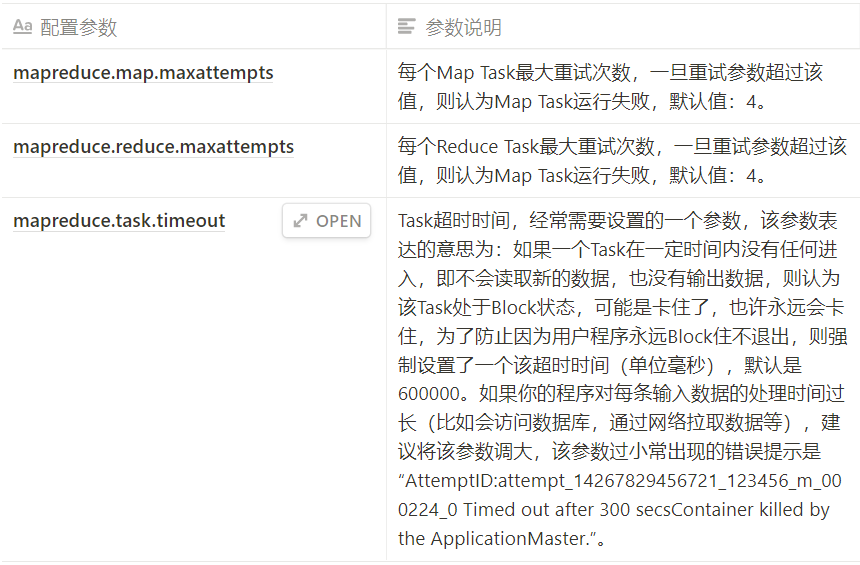 Aa 配置参数
参数说明
mapreduce.map.maxattempts
每个Map Task最大重试次数，一旦重试参数超过该
值，则认为Map Task运行失败，默认值：4。
mapreduce.reduce.maxattempts
每个Reduce Task最大重试次数，一旦重试参数超过该
值，则认为Map Task运行失败，默认值：4。
mapreduce.task.timeout
OPEN
Task超时时间，经常需要设置的一个参数，该参数表
达的意思为：如果一个Task在一定时间内没有任何进
入，即不会读取新的数据，也没有输出数据，则认为
该Task处于Block状态，可能是卡住了，也许永远会卡
住，为了防止因为用户程序永远Block住不退出，则强
制设置了一个该超时时间（单位毫秒），默认是
600000。如果你的程序对每条输入数据的处理时间过
长（比如会访问数据库，通过网络拉取数据等），建
议将该参数调大，该参数过小常出现的错误提示是
“AttemptID:attempt_14267829456721_123456_m_00
0224_0 Timed out after 300 secsContainer killed by
the ApplicationMaster.”。